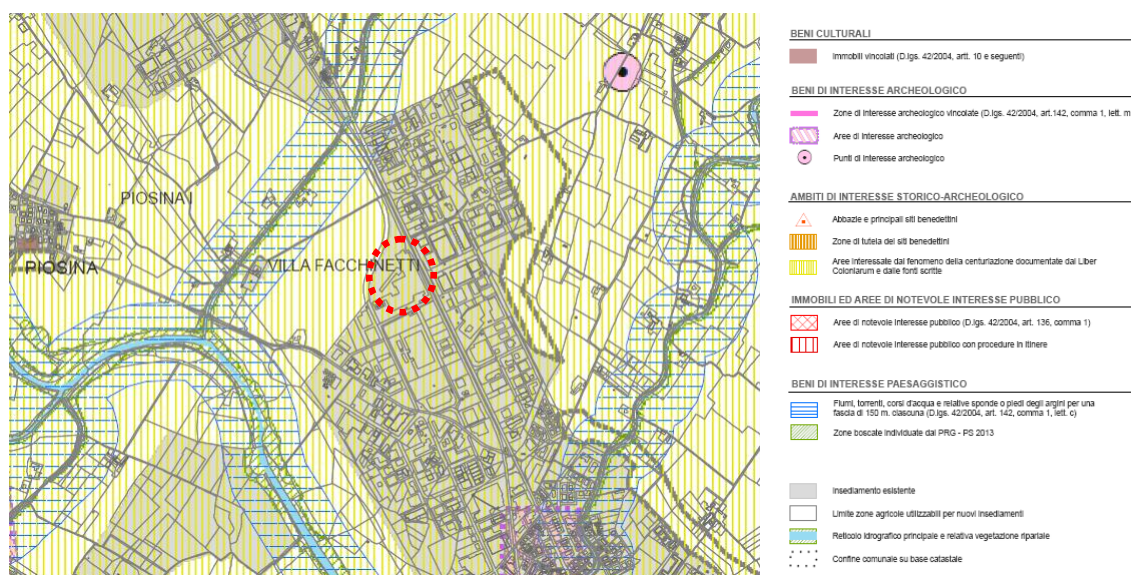 PIOSINA I
PIOSINA
VILLA FACCHINETTI
BENI CULTURALI
Immobili vincolati (D.lgs. 42/2004, artt. 10 e seguenti)
BENI DI INTERESSE ARCHEOLOGICO
Zone di interesse archeologico vincolate (D.lgs. 42/2004, art.142, comma 1, lett. m
Aree di interesse archeologico
Punti di interesse archeologico
AMBITI DI INTERESSE STORICO-ARCHEOLOGICO
Abbazie e principali siti benedettini
Zone di tutela dei siti benedettini
Aree interessate dal fenomeno della centuriazione documentate dal Liber
Coloniarum e dalle fonti scritte
IMMOBILI ED AREE DI NOTEVOLE INTERESSE PUBBLICO
Aree di notevole interesse pubblico (D.lgs. 42/2004, art. 136, comma 1)
Aree di notevole interesse pubblico con procedure in itinere
BENI DI INTERESSE PAESAGGISTICO
Fiumi, torrenti, corsi d'acqua e relative sponde o piedi degli argini per una
fascia di 150 m. ciascuna (D.lgs. 42/2004, art. 142, comma 1, lett. c)
Zone boscate individuate dal PRG - PS 2013
Insediamento esistente
Limite zone agricole utilizzabili per nuovi insediamenti
Reticolo idrografico principale e relativa vegetazione ripariale
Confine comunale su base catastale